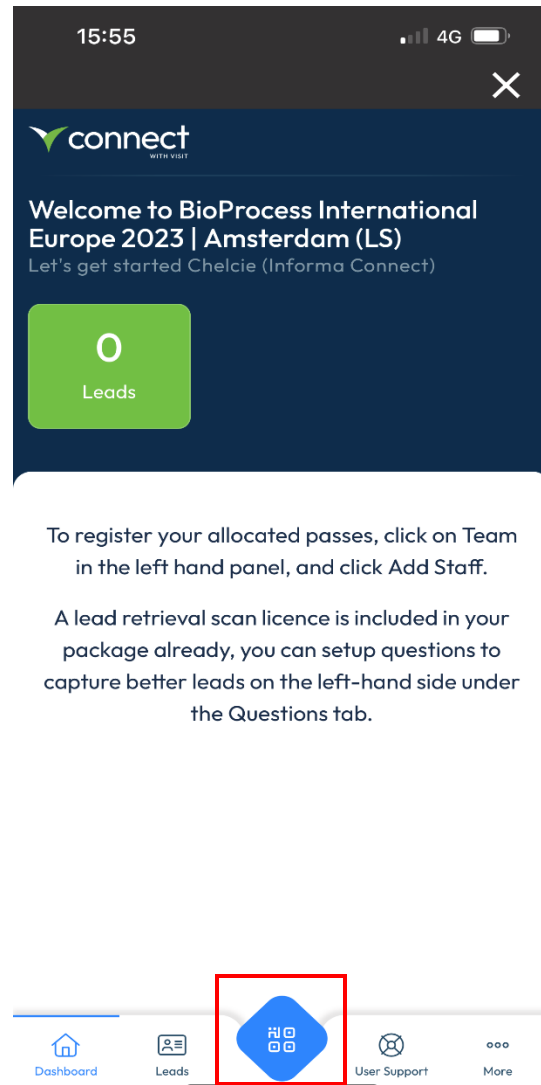 15:55
4G
connect
WITH VISIT
Welcome to BioProcess International
Europe 2023 | Amsterdam (LS)
Let's get started Chelcie (Informa Connect)
0
Leads
To register your allocated passes, click on Team
in the left hand panel, and click Add Staff.
A lead retrieval scan licence is included in your
package already, you can setup questions to
capture better leads on the left-hand side under
the Questions tab.
Dashboard
Leads
User Support
More